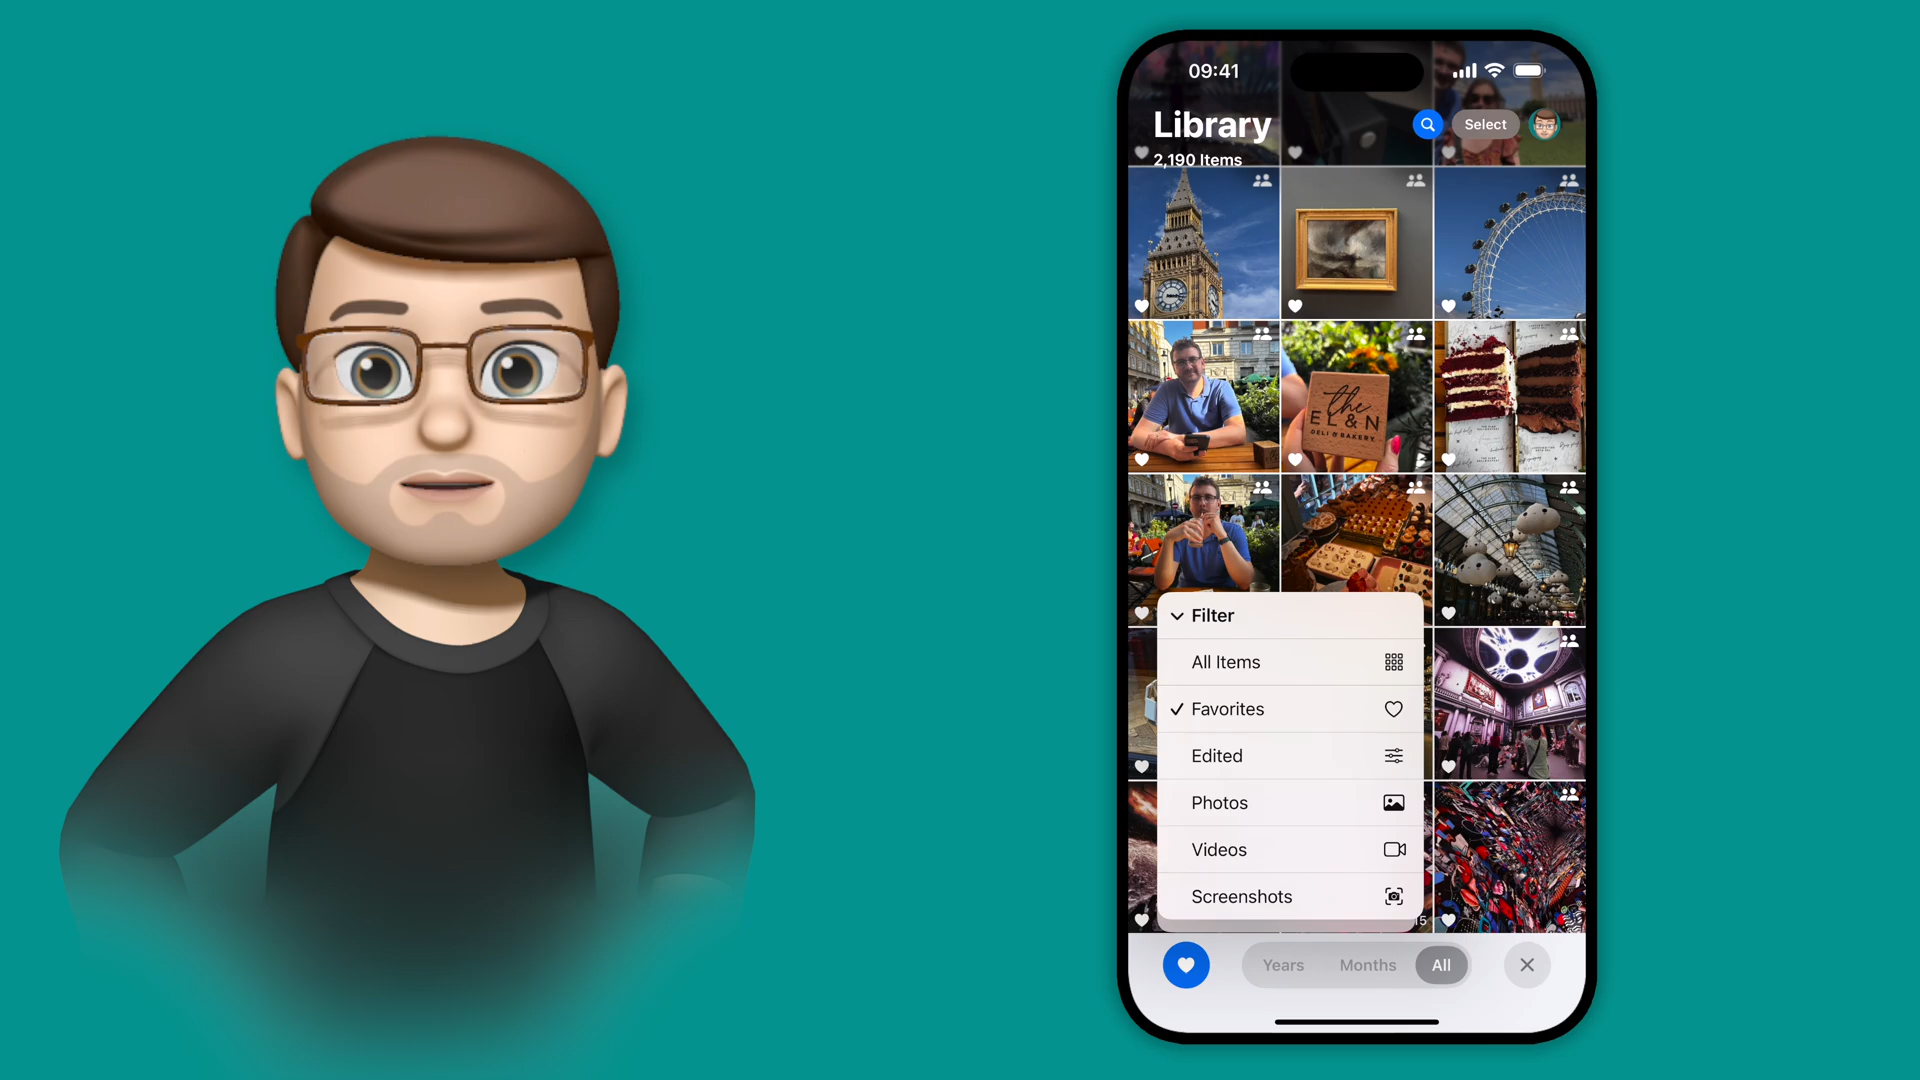 09:41
Library
Select
2,190 Items
the
EL&N
DELI & BAKERY
Filter
All Items
Favorites
Edited
Photos
Videos
Screenshots
15
Years Months All